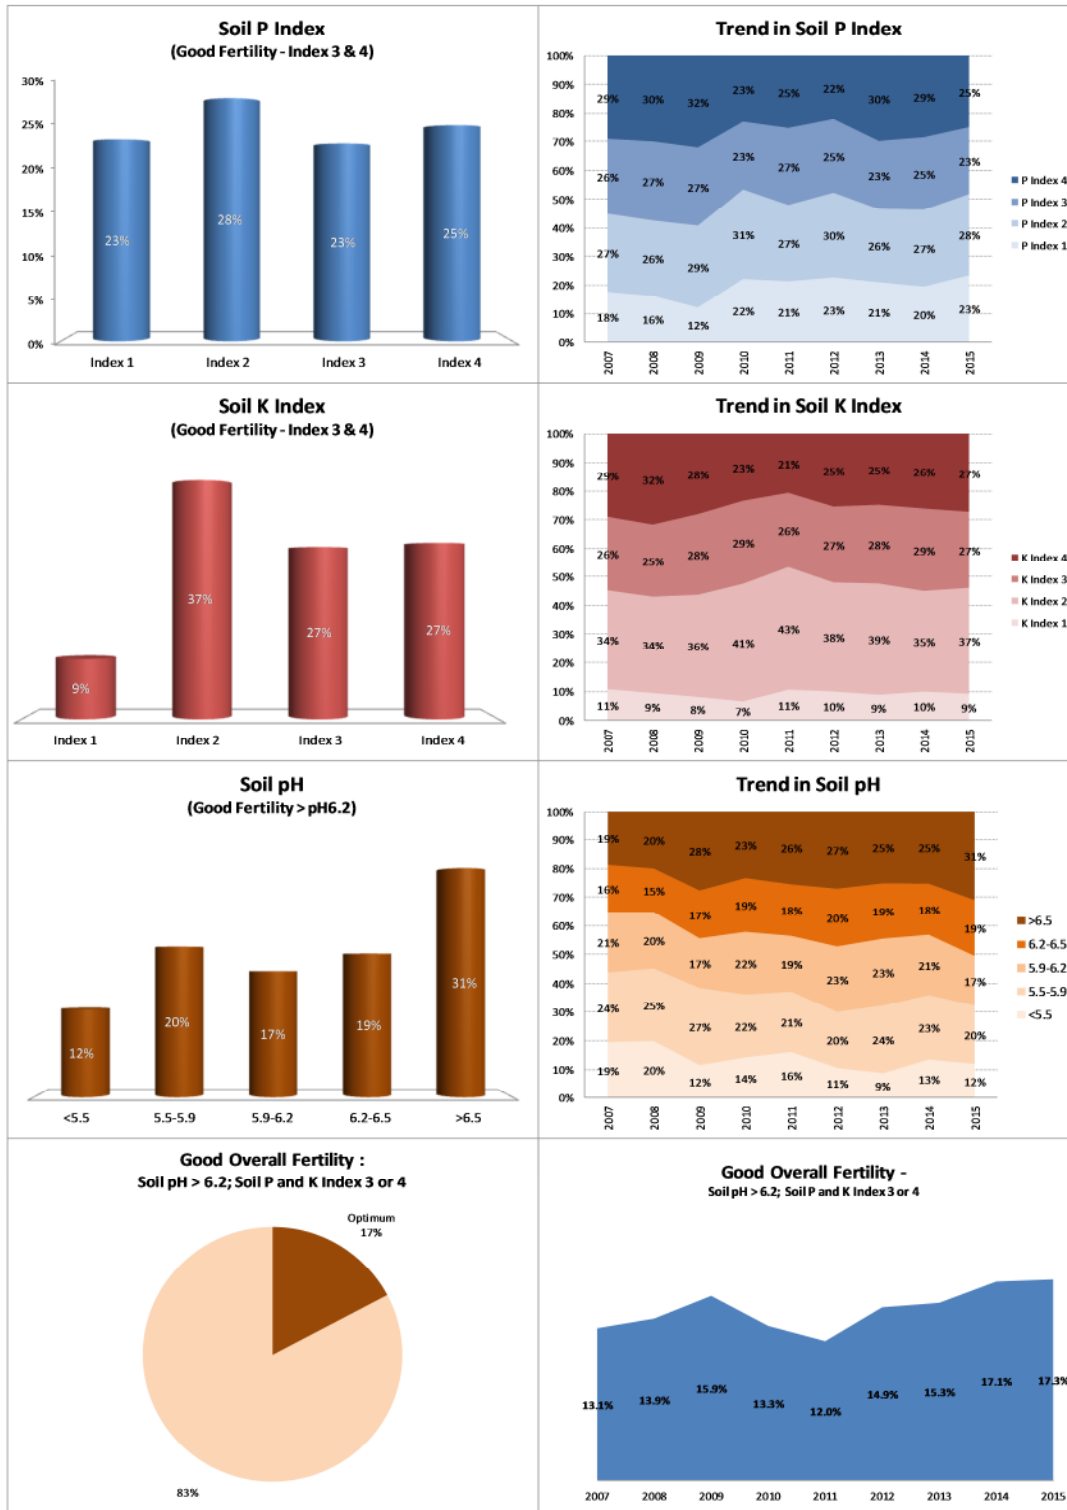 Soil P Index
(Good Fertility - Index 3 & 4)
30%
25%
20%
15%
10%
5%
0%
23%
28%
23%
25%
Index 1
Index 2
Index 3
Index 4
Trend in Soil P Index
100%
90%
80%
70%
60%
50%
40%
30%
20%
10%
0%
29% 30% 32% 23% 25% 22% 30% 29% 25%
26% 27% 27% 23% 27% 25% 23% 25% 23%
27% 26% 29% 31% 27% 30% 26% 27% 28%
18% 16% 12% 22% 21% 23% 21% 20% 23%
2007 2008 2009 2010 2011 2012 2013 2014 2015
P Index 4
P Index 3
P Index 2
P Index 1
Soil K Index
(Good Fertility - Index 3 & 4)
9%
37%
27%
27%
Index 1
Index 2
Index 3
Index 4
Trend in Soil K Index
100%
90%
80%
70%
60%
50%
40%
30%
20%
10%
0%
29% 32% 28% 23% 21% 25% 25% 26% 27%
26% 25% 28% 29% 26% 27% 28% 29% 27%
34% 34% 36% 41% 43% 38% 39% 35% 37%
11% 9% 8% 7% 11% 10% 9% 10% 9%
2007 2008 2009 2010 2011 2012 2013 2014 2015
K Index 4
K Index 3
K Index 2
K Index 1
Soil pH
(Good Fertility > pH6.2)
12%
20%
17%
19%
31%
<5.5
5.5-5.9
5.9-6.2
6.2-6.5
>6.5
Trend in Soil pH
100%
90%
80%
70%
60%
50%
40%
30%
20%
10%
0%
19% 20% 28% 23% 26% 27% 25% 25% 31%
16% 15% 17% 19% 18% 20% 19% 18% 19%
21% 20% 17% 22% 19% 23% 23% 21% 17%
24% 25% 27% 22% 21% 20% 24% 23% 20%
19% 20% 12% 14% 16% 11% 9% 13% 12%
2007 2008 2009 2010 2011 2012 2013 2014 2015
>6.5
6.2-6.5
5.9-6.2
5.5-5.9
<5.5
Good Overall Fertility :
Soil pH > 6.2; Soil P and K Index 3 or 4
Optimum
17%
83%
Good Overall Fertility -
Soil pH > 6.2; Soil P and K Index 3 or 4
13.1% 13.9% 15.9% 13.3% 12.0% 14.9% 15.3% 17.1% 17.3%
2007 2008 2009 2010 2011 2012 2013 2014 2015